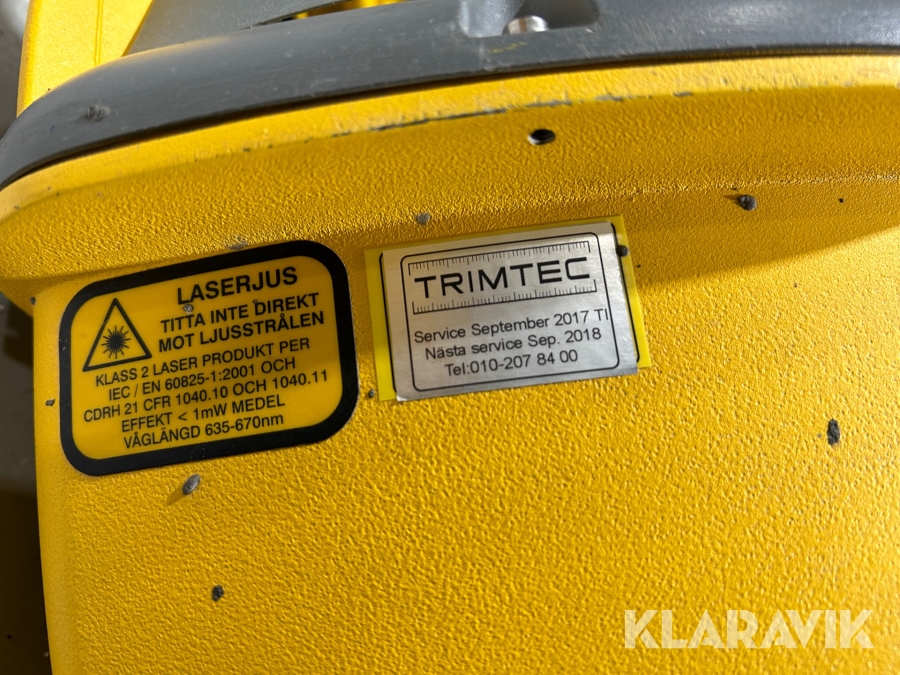 LASERJUS
TITTA INTE DIREKT
MOT LJUSSTRÅLEN
KLASS 2 LASER PRODUKT PER
IEC / EN 60825-1:2001 OCH
CDRH 21 CFR 1040.10 OCH 1040.11
EFFEKT < 1mW MEDEL
VÅGLÄNGD 635-670nm
TRIMTEC
Service September 2017 TI
Nästa service Sep. 2018
Tel:010-207 84 00
KLARAVIK